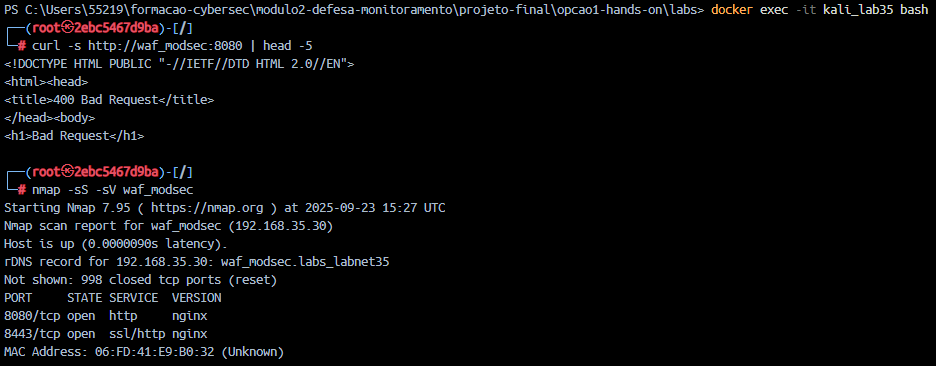 PS C:\Users\55219\formacao-cybersec\modulo2-defesa-monitoramento\projeto-final\opcao1-hands-on\labs> docker exec -it kali_lab35 bash
┌──(root㉿2ebc5467d9ba)-[/]
└─# curl -s http://waf_modsec:8080 | head -5
<!DOCTYPE HTML PUBLIC "-//IETF//DTD HTML 2.0//EN">
<html><head>
<title>400 Bad Request</title>
</head><body>
<h1>Bad Request</h1>
┌──(root㉿2ebc5467d9ba)-[/]
└─# nmap -sS -sV waf_modsec
Starting Nmap 7.95 ( https://nmap.org ) at 2025-09-23 15:27 UTC
Nmap scan report for waf_modsec (192.168.35.30)
Host is up (0.0000090s latency).
rDNS record for 192.168.35.30: waf_modsec.labs_labnet35
Not shown: 998 closed tcp ports (reset)
PORT     STATE SERVICE  VERSION
8080/tcp open  http     nginx
8443/tcp open  ssl/http nginx
MAC Address: 06:FD:41:E9:B0:32 (Unknown)